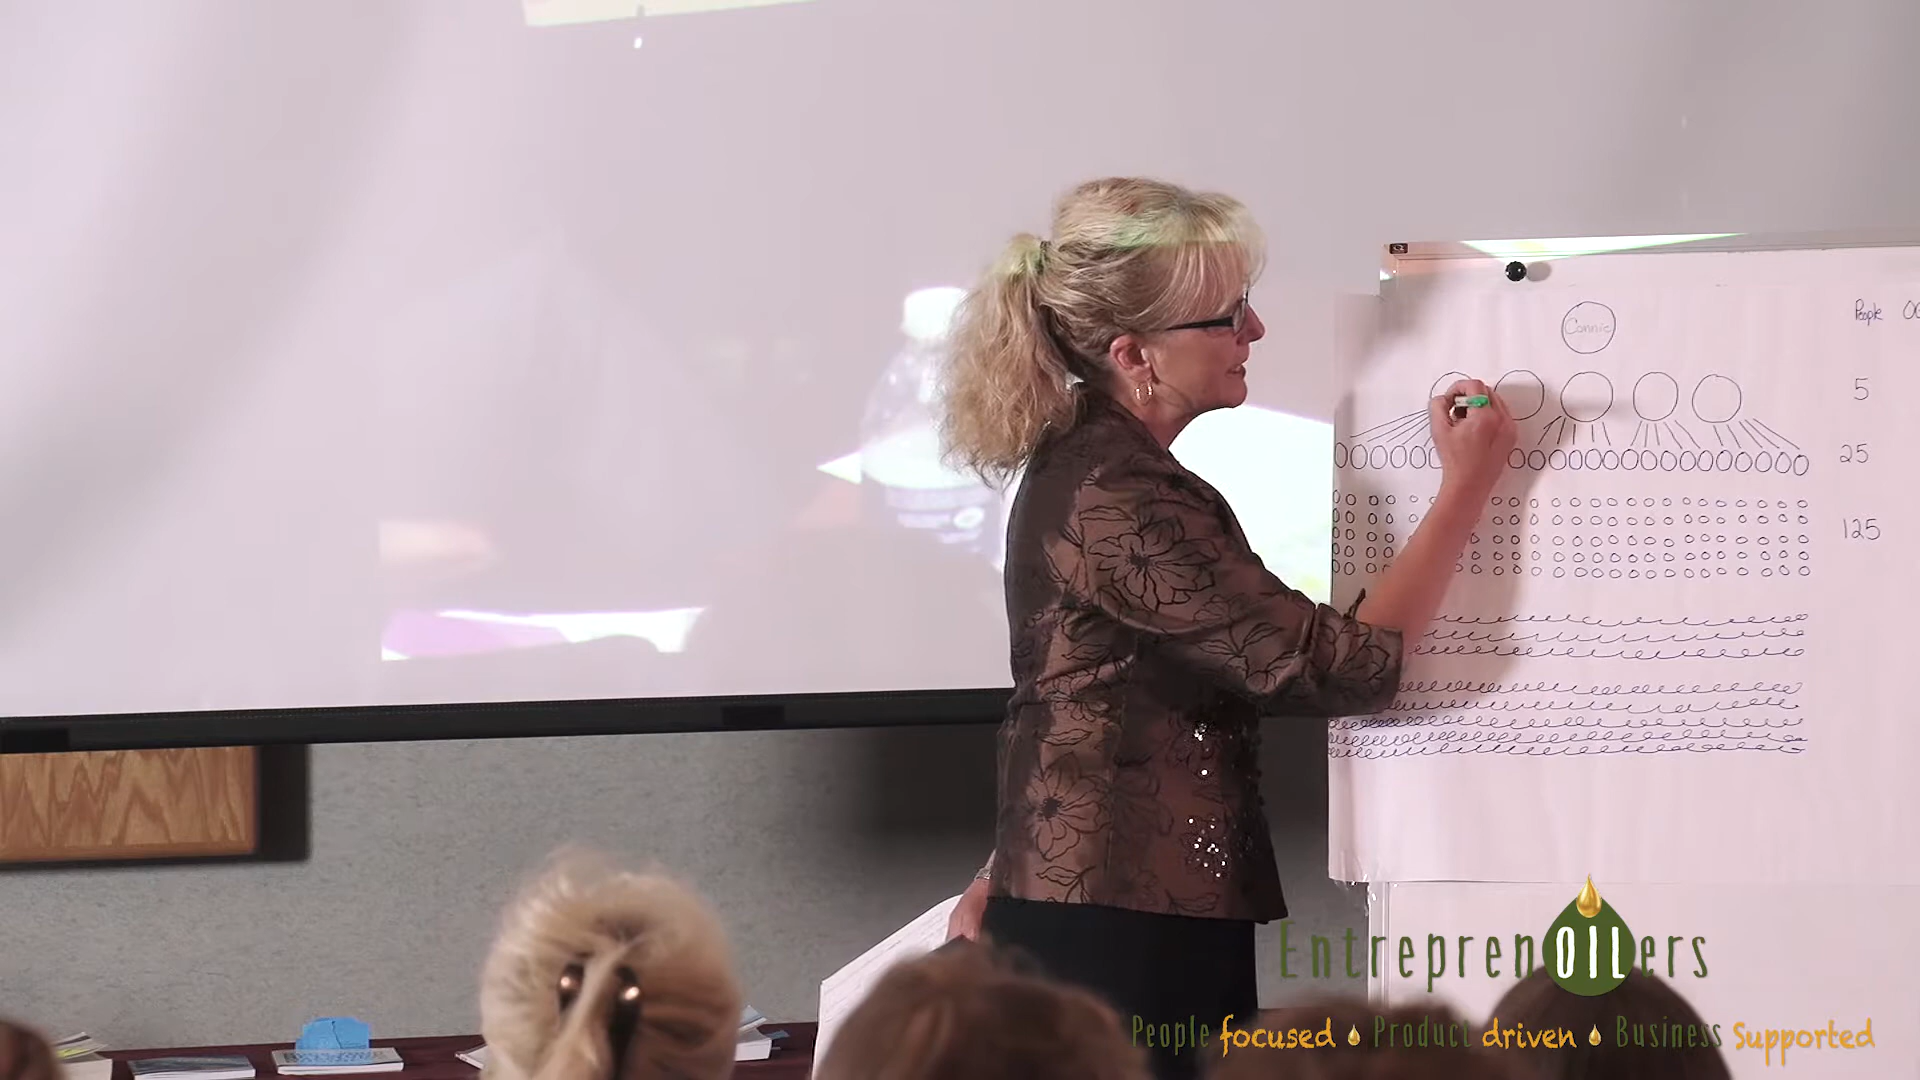 Connie
People
5
25
125
EntreprenOILers
People focused Product driven Business Supported